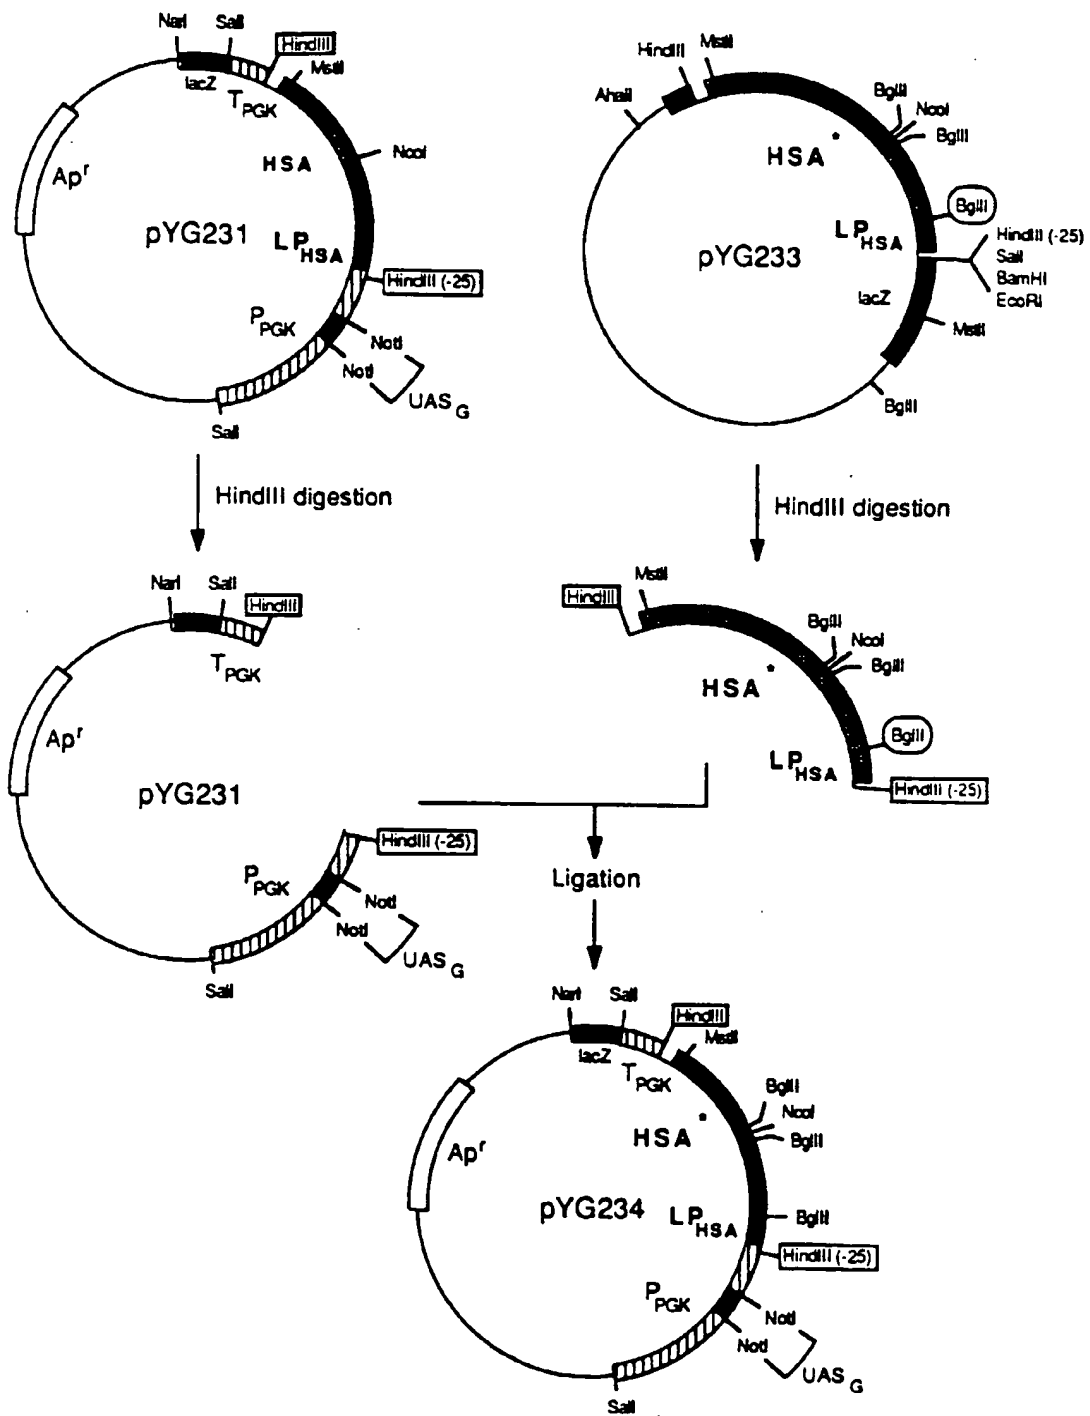 NarI
SalI
HindIII
MstII
lacZ
T PGK
HSA
NcoI
Ap r
pYG231
LP HSA
HindIII (-25)
P PGK
NotI
NotI
UAS G
SalI
HindIII
MstII
AhaII
BglII
NcoI
BglII
HSA *
BglII
LP HSA
HindIII (-25)
SalI
BamHI
EcoRI
pYG233
lacZ
MstII
BglII
HindIII digestion
HindIII digestion
NarI
SalI
HindIII
T PGK
Ap r
pYG231
HindIII (-25)
P PGK
NotI
NotI
UAS G
SalI
HindIII
MstII
BglII
NcoI
BglII
HSA *
BglII
LP HSA
HindIII (-25)
Ligation
NarI
SalI
HindIII
MstII
lacZ
T PGK
BglII
NcoI
BglII
HSA *
Ap r
pYG234
LP HSA
BglII
HindIII (-25)
P PGK
NotI
NotI
UAS G
SalI